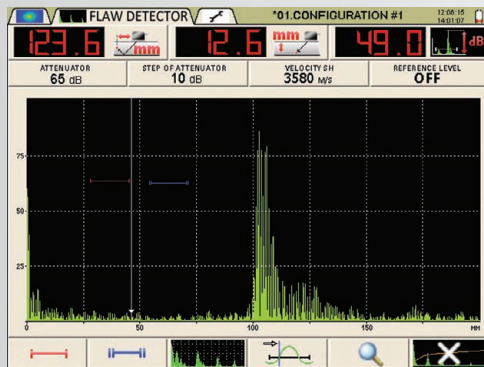 FLAW DETECTOR
*01.CONFIGURATION #1
12:06:15
14:01:07
123.6 mm
12.6 mm
49.0 dB
ATTENUATOR
65 dB
STEP OF ATTENUATOR
10 dB
VELOCITY SH
3580 M/S
REFERENCE LEVEL
OFF
75
50
25
0 50 100 150 MM